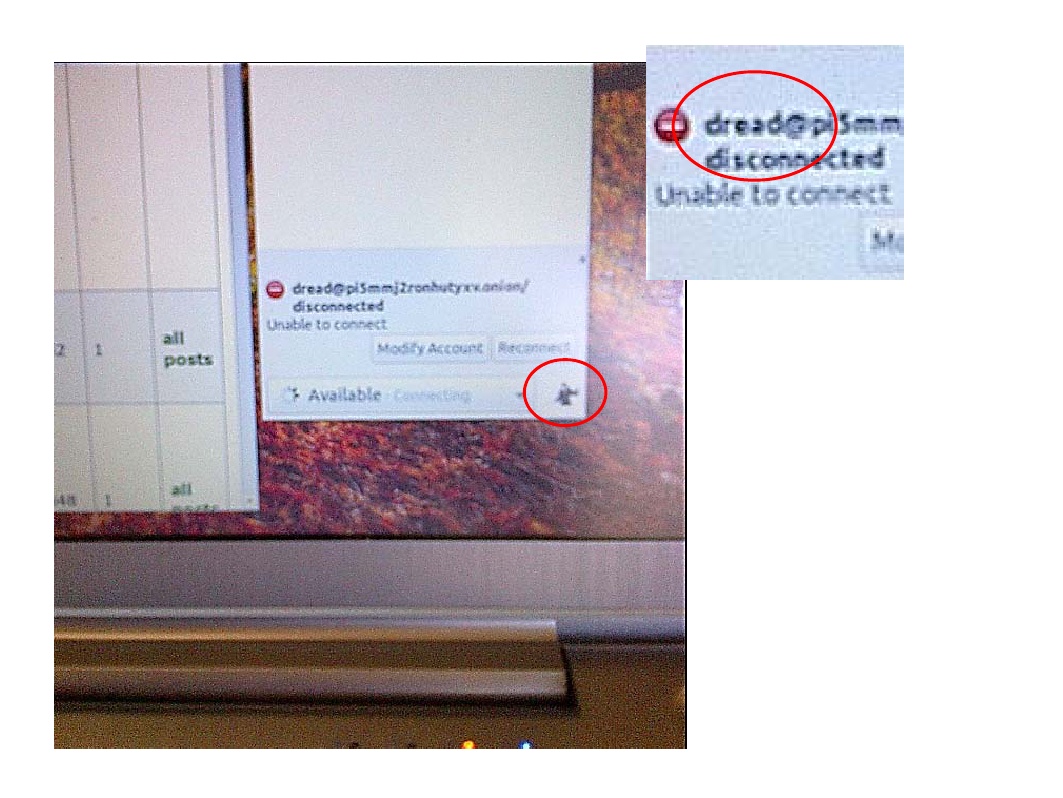 dread@pi5mm
disconnected
Unable to connect
dread@pi5mmj2ronhutyxv.onion/
disconnected
Unable to connect
Modify Account Reconnect
Available Connecting
2 1 all
posts
48 1 all
posts